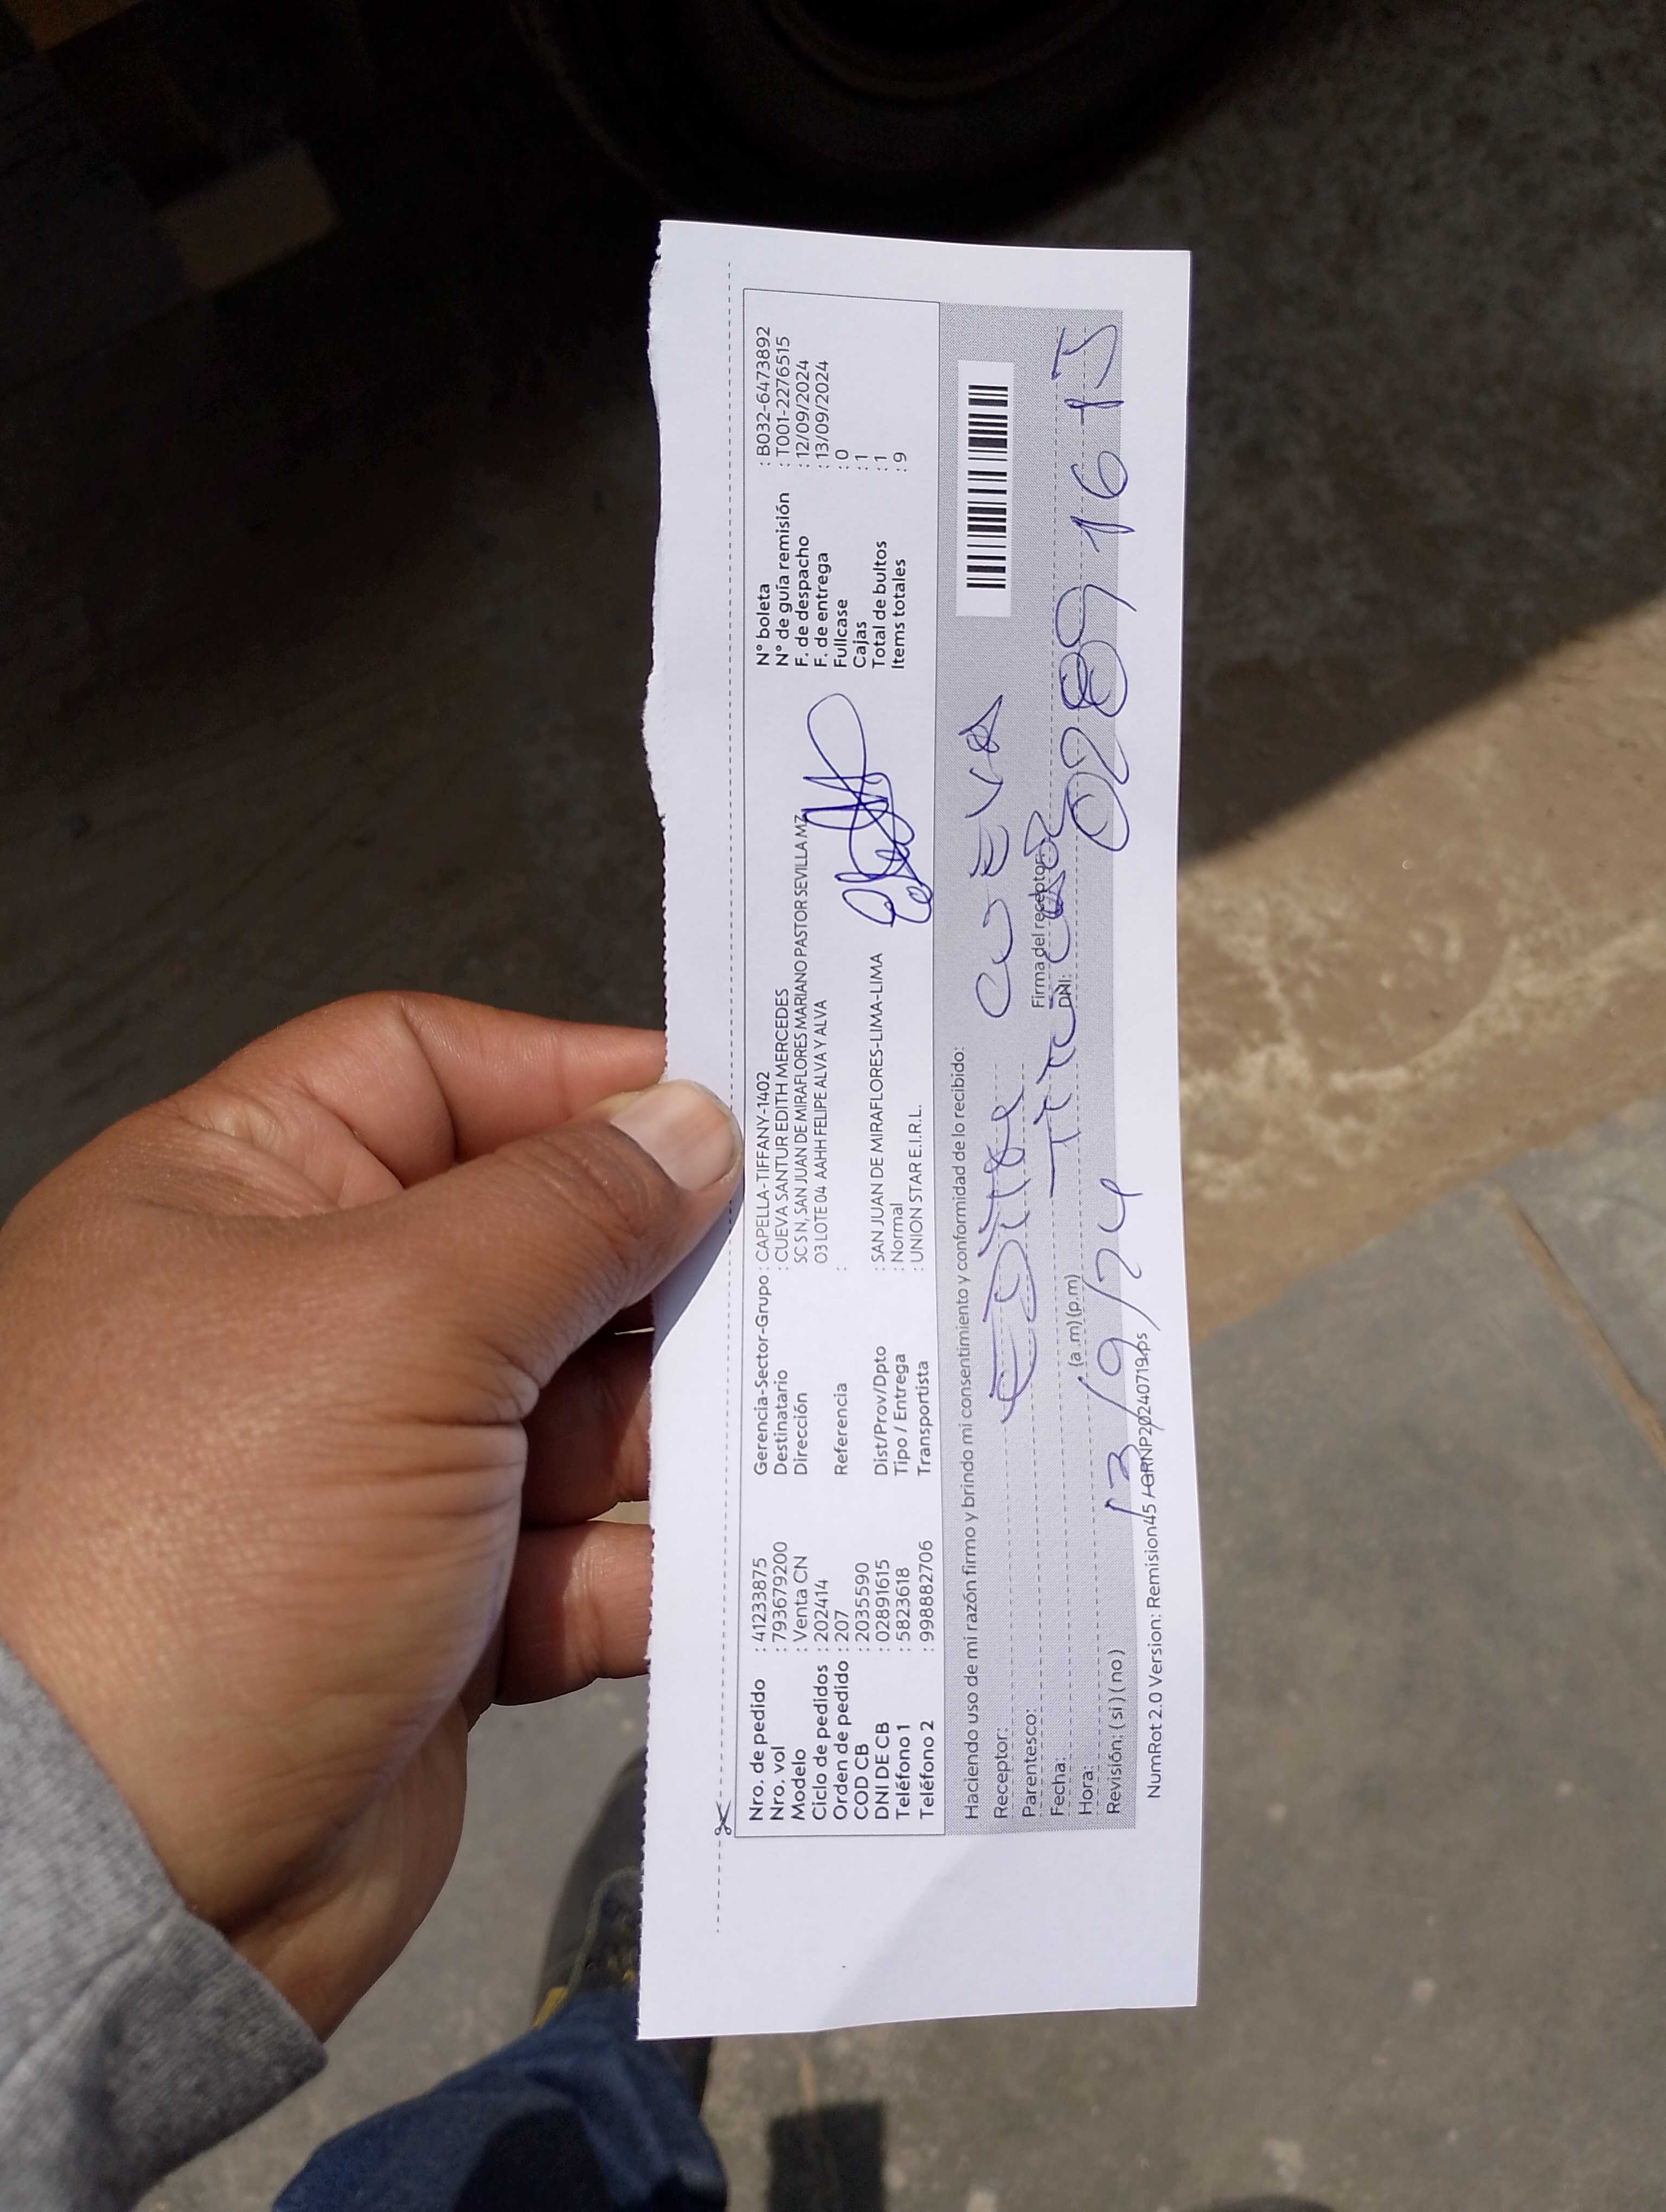 Nro. de pedido : 41233875 Gerencia-Sector-Grupo : CAPELLA-TIFFANY-1402 N° boleta : B032-6473892
Nro. vol : 793679200 Destinatario : CUEVA SANTUR EDITH MERCEDES N° de guía remisión : T001-2276515
Modelo : Venta CN Dirección SC S N, SAN JUAN DE MIRAFLORES MARIANO PASTOR SEVILLA MZ F. de despacho : 12/09/2024
Ciclo de pedidos : 202414 03 LOTE 04 AAHH FELIPE ALVA Y ALVA F. de entrega : 13/09/2024
Orden de pedido : 207 Referencia : Fullcase : 0
COD CB : 2035590 Cajas : 1
DNI DE CB : 02891615 Dist/Prov/Dpto : SAN JUAN DE MIRAFLORES-LIMA-LIMA Total de bultos : 1
Teléfono 1 : 5823618 Tipo / Entrega : Normal Items totales : 9
Teléfono 2 : 998882706 Transportista : UNION STAR E.I.R.L.
Haciendo uso de mi razón firmo y brindo mi consentimiento y conformidad de lo recibido:
Receptor: EDITH CUEVA
Parentesco: Firma del receptor
Fecha: DNI: 02891615
Hora: (a .m) (p.m) 13/9/24
Revisión: ( si ) ( no )
NumRot 2.0 Version: Remision45